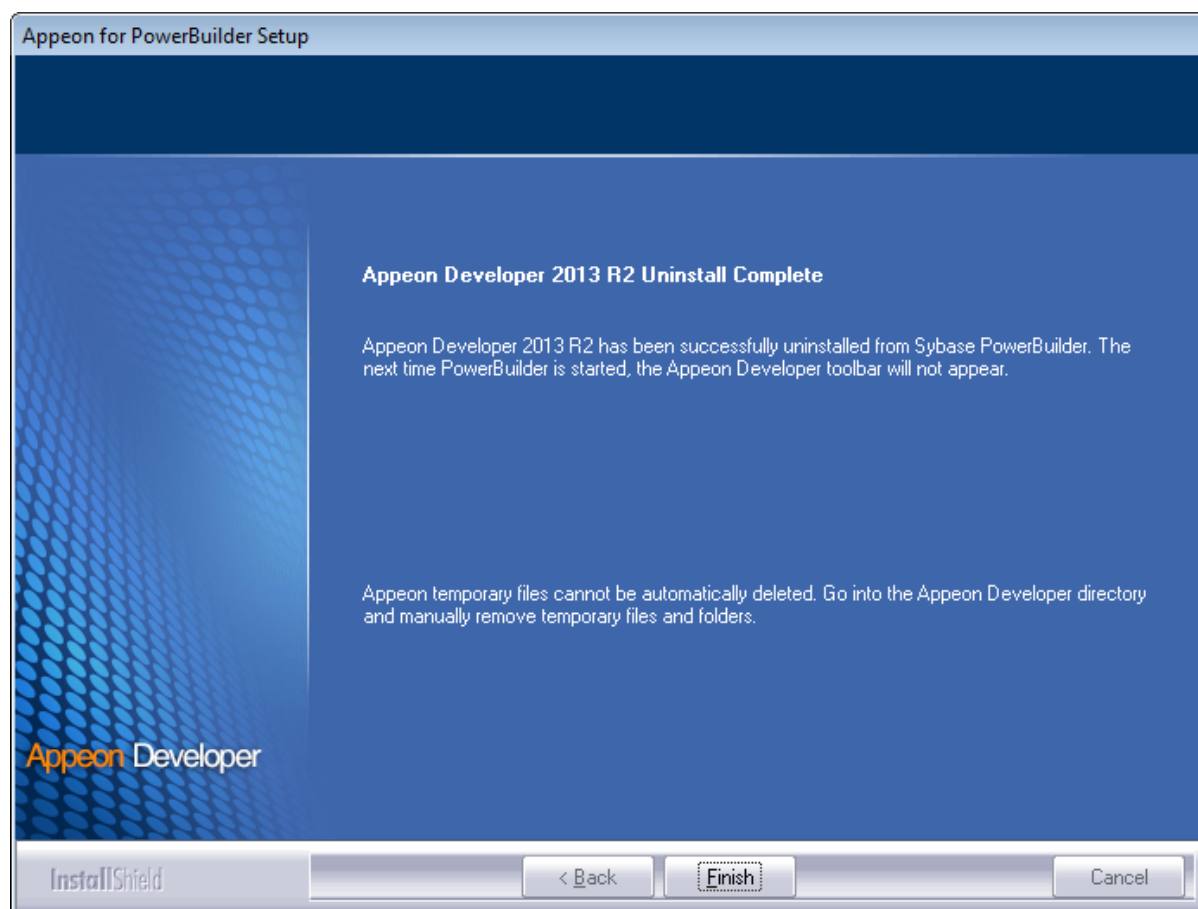 Appeon for PowerBuilder Setup
Appeon Developer 2013 R2 Uninstall Complete
Appeon Developer 2013 R2 has been successfully uninstalled from Sybase PowerBuilder. The
next time PowerBuilder is started, the Appeon Developer toolbar will not appear.
Appeon temporary files cannot be automatically deleted. Go into the Appeon Developer directory
and manually remove temporary files and folders.
Appeon Developer
InstallShield
< Back
Finish
Cancel